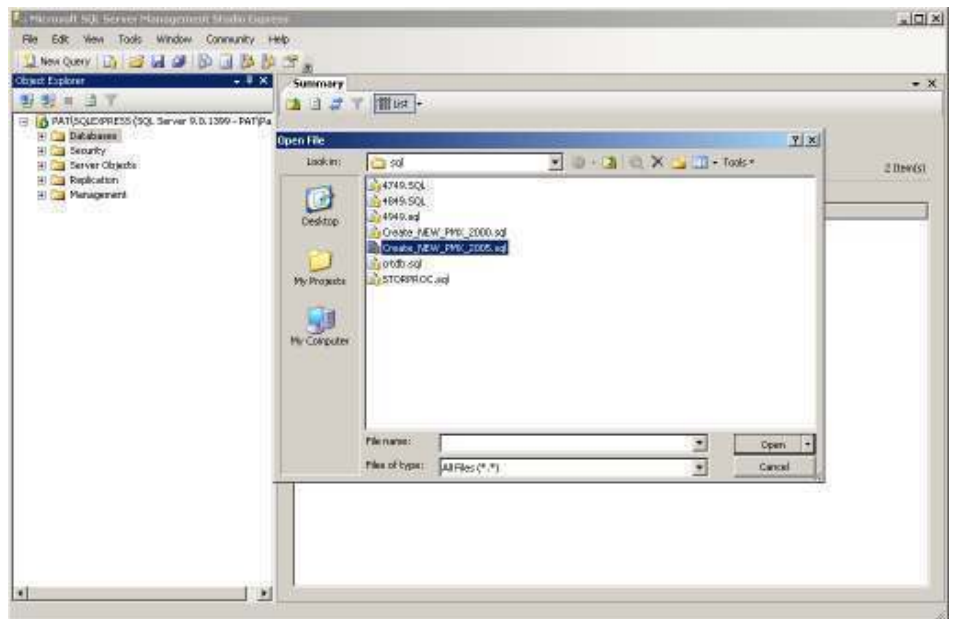 Microsoft SQL Server Management Studio Express
File Edit View Tools Window Community Help
New Query
Object Explorer
Summary
List
PAT\SQLEXPRESS (SQL Server 9.0.1399 - PAT\Pa
Databases
Security
Server Objects
Replication
Management
2 Item(s)
Open File
Look in:
sql
Tools
Desktop
My Projects
My Computer
4749.SQL
4849.SQL
4949.sql
Create_NEW_PMX_2000.sql
Create_NEW_PMX_2005.sql
ortdb.sql
STORPROC.sql
File name:
Open
Files of type:
All Files (*.*)
Cancel